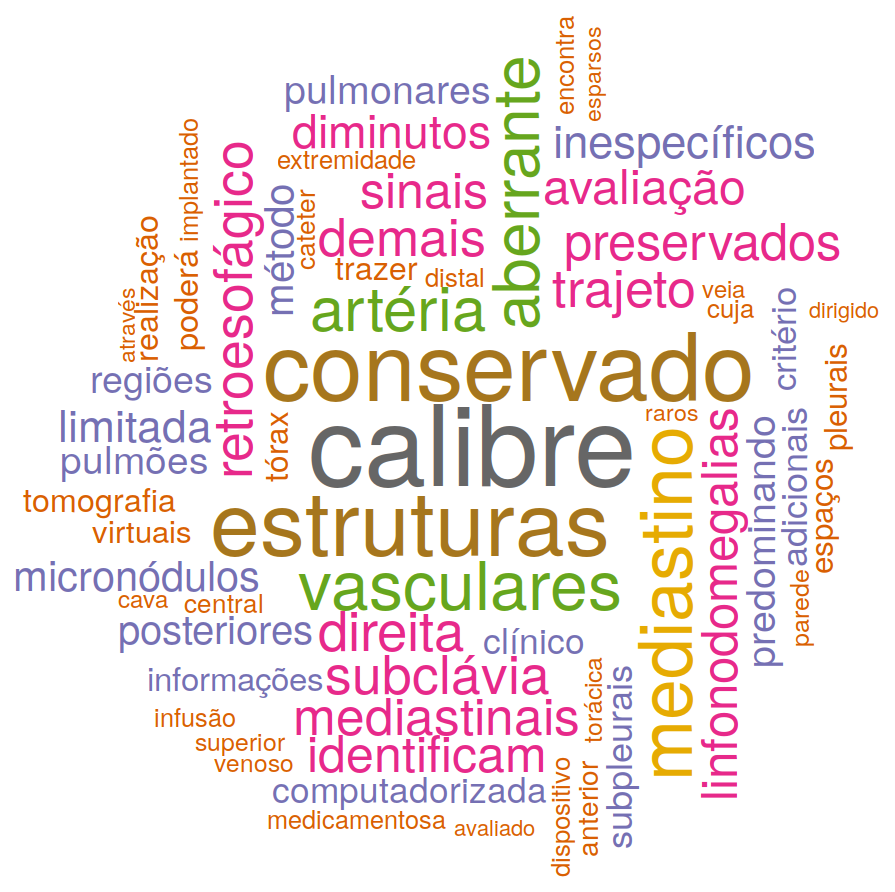 encontra
esparsos
pulmonares
aberrante
diminutos
inespecíficos
extremidade
implantado
poderá
retroesofágico
sinais
avaliação
método
cateter
demais
preservados
realização
através
trazer
distal
trajeto
veia
artéria
cuja
dirigido
critério
conservado
regiões
pleurais
limitada
tórax
calibre
raros
pulmões
mediastino
linfonodomegalias
predominando
adicionais
espaços
tomografia
virtuais
estruturas
micronódulos
vasculares
parede
cava
central
posteriores
direita
clínico
informações
subclávia
torácica
subpleurais
infusão
mediastinais
superior
identificam
venoso
computadorizada
dispositivo
anterior
medicamentosa
avaliado